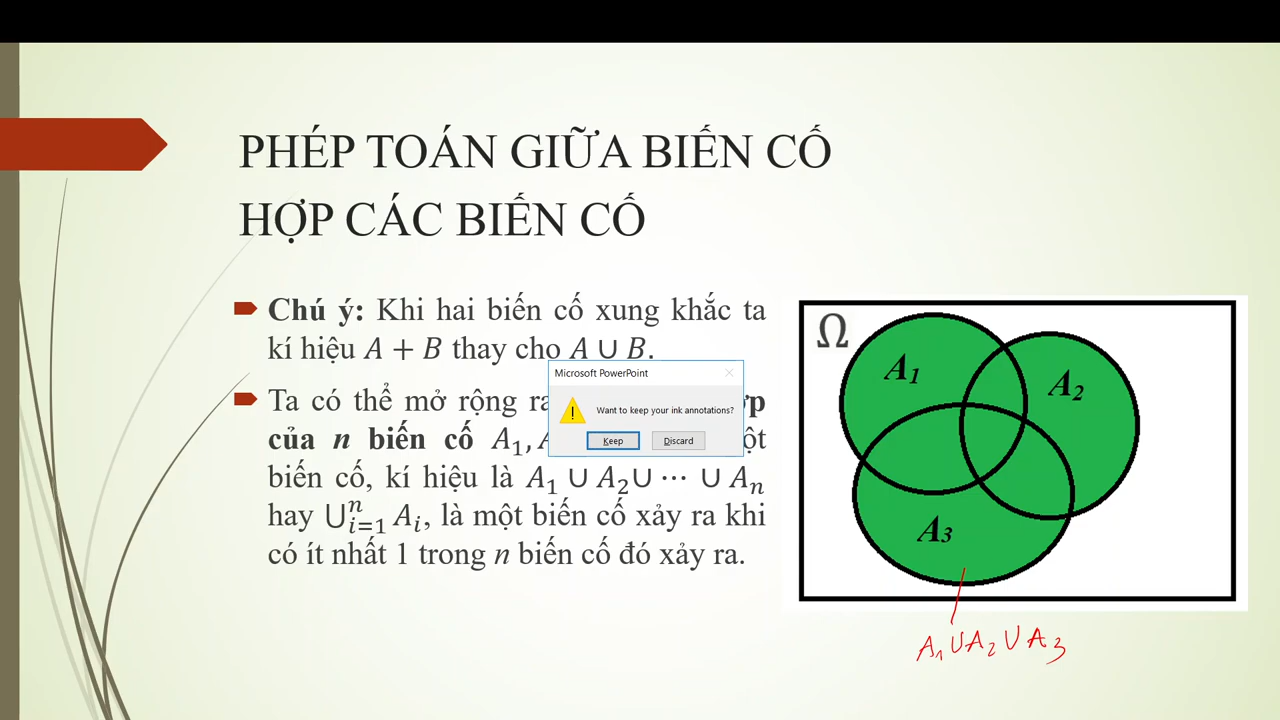 PHÉP TOÁN GIỮA BIẾN CỐ
HỢP CÁC BIẾN CỐ
Chú ý: Khi hai biến cố xung khắc ta
kí hiệu A + B thay cho A ∪ B.
Ta có thể mở rộng
của n biến cố A₁,
biến cố, kí hiệu là A₁ ∪ A₂∪ ⋯ ∪ Aₙ
hay ⋃ⁿᵢ₌₁ Aᵢ, là một biến cố xảy ra khi
có ít nhất 1 trong n biến cố đó xảy ra.
Microsoft PowerPoint
Want to keep your ink annotations?
Keep
Discard
Ω
A₁
A₂
A₃
A₁∪A₂∪A₃